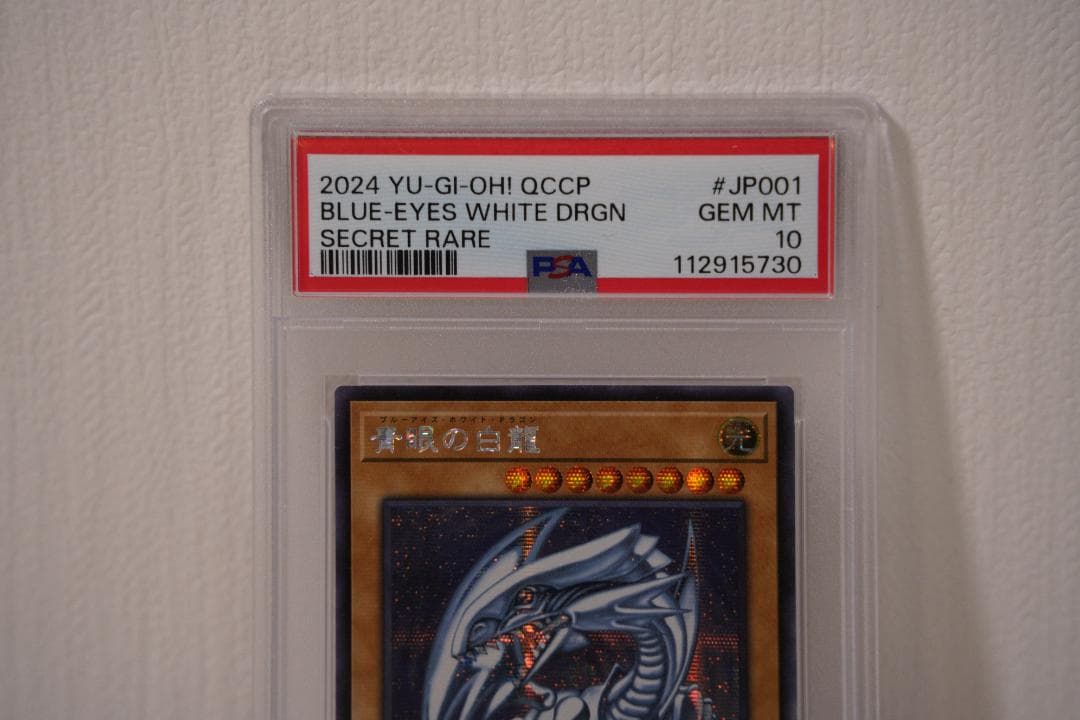 2024 YU-GI-OH! QCCP #JP001
BLUE-EYES WHITE DRGN GEM MT
SECRET RARE 10
PSA 112915730
ブルーアイズ・ホワイト・ドラゴン
青眼の白龍 光